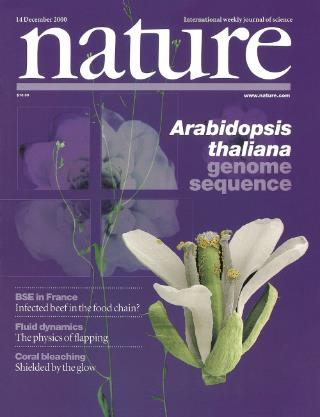 14 December 2000
International weekly journal of science
nature
www.nature.com
Arabidopsis
thaliana
genome
sequence
BSE in France
Infected beef in the food chain?
Fluid dynamics
The physics of flapping
Coral bleaching
Shielded by the glow